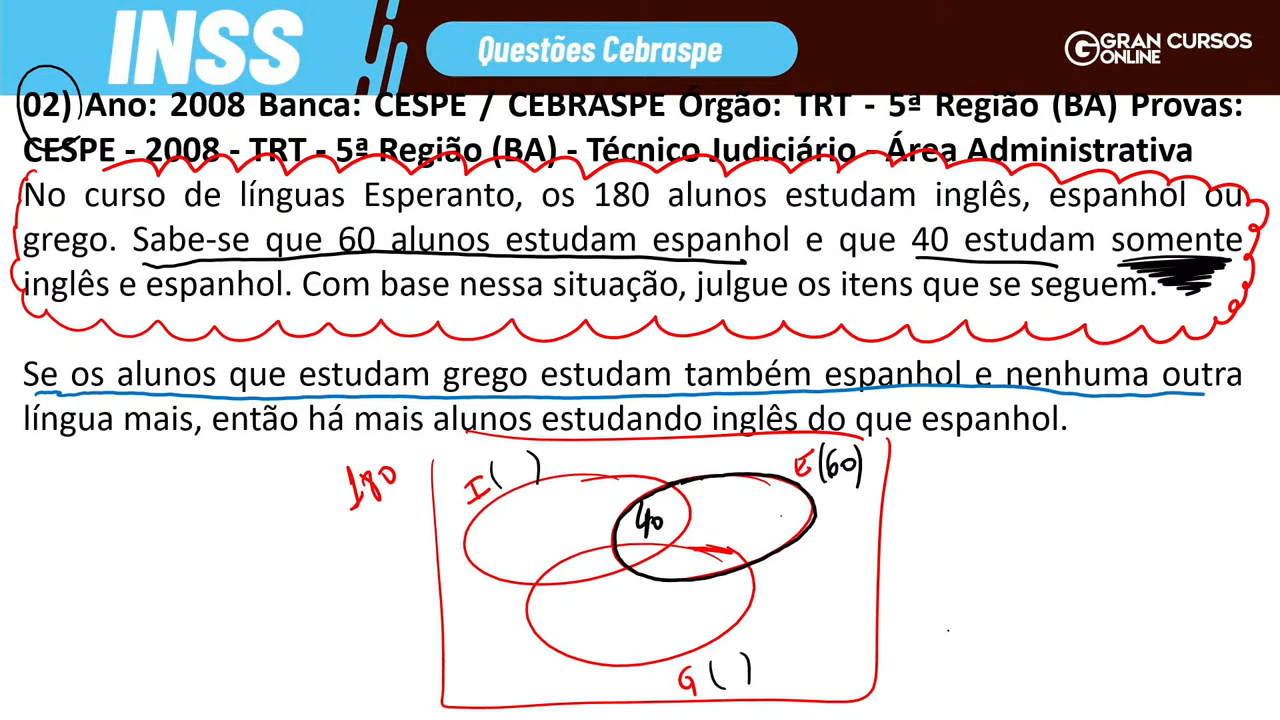 INSS
Questões Cebraspe
GRAN CURSOS
ONLINE
02) Ano: 2008 Banca: CESPE / CEBRASPE Órgão: TRT - 5ª Região (BA) Provas:
CESPE - 2008 - TRT - 5ª Região (BA) - Técnico Judiciário - Área Administrativa
No curso de línguas Esperanto, os 180 alunos estudam inglês, espanhol ou
grego. Sabe-se que 60 alunos estudam espanhol e que 40 estudam somente
inglês e espanhol. Com base nessa situação, julgue os itens que se seguem.
Se os alunos que estudam grego estudam também espanhol e nenhuma outra
língua mais, então há mais alunos estudando inglês do que espanhol.
180
I ( )
E (60)
40
G ( )